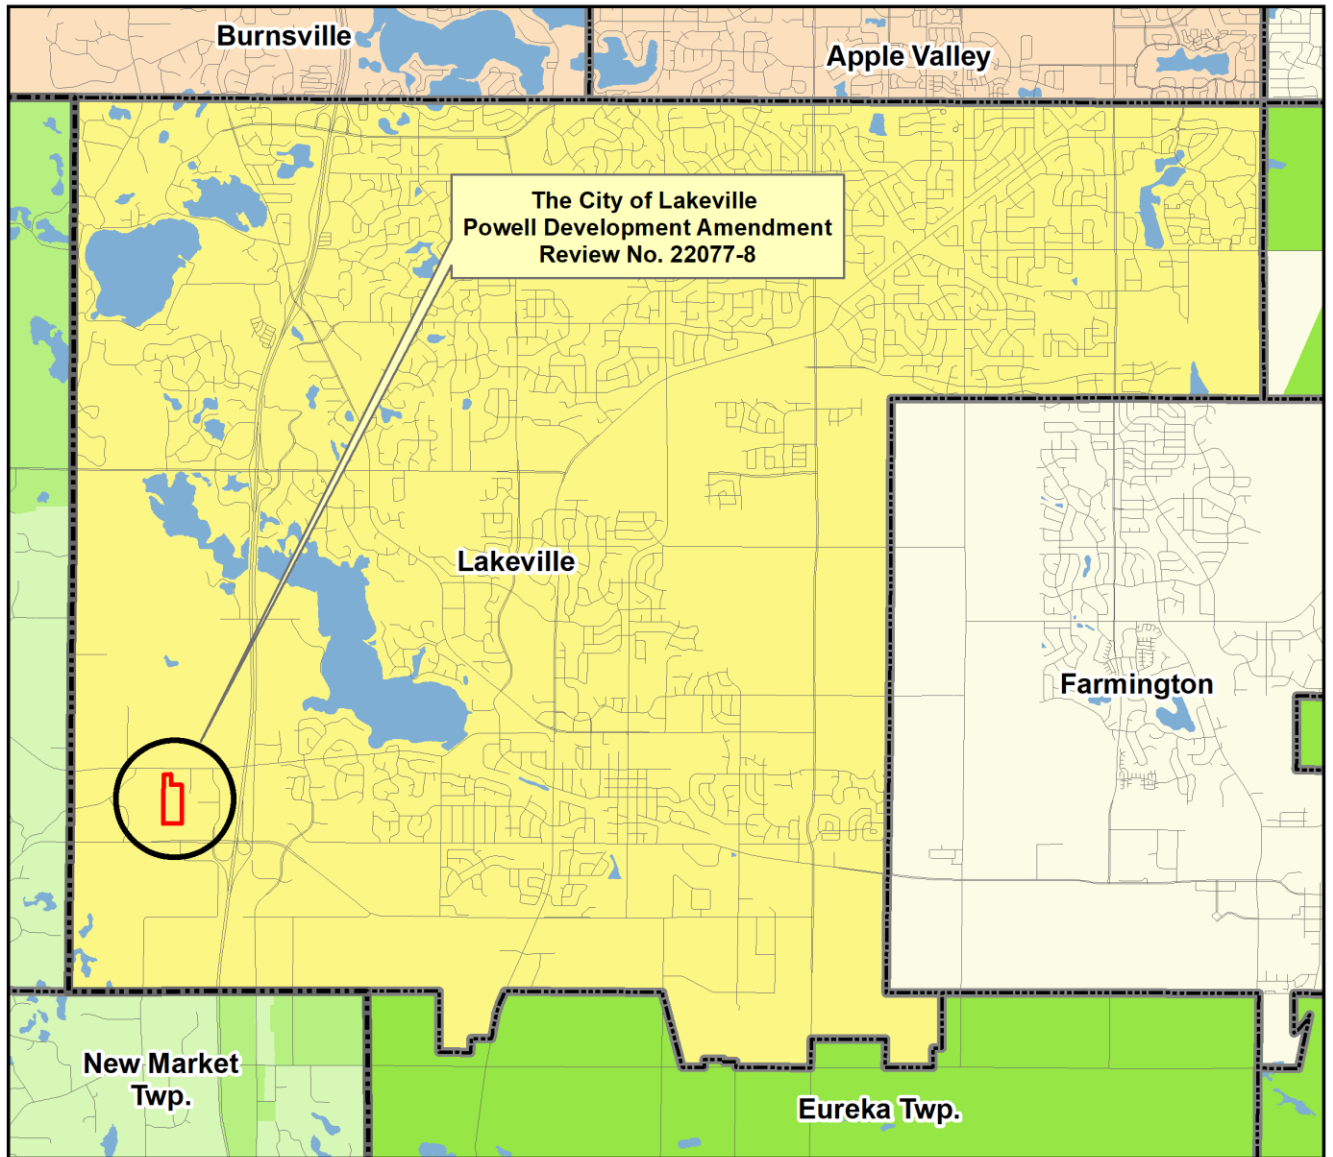 Burnsville
Apple Valley
The City of Lakeville
Powell Development Amendment
Review No. 22077-8
Lakeville
Farmington
New Market
Twp.
Eureka Twp.